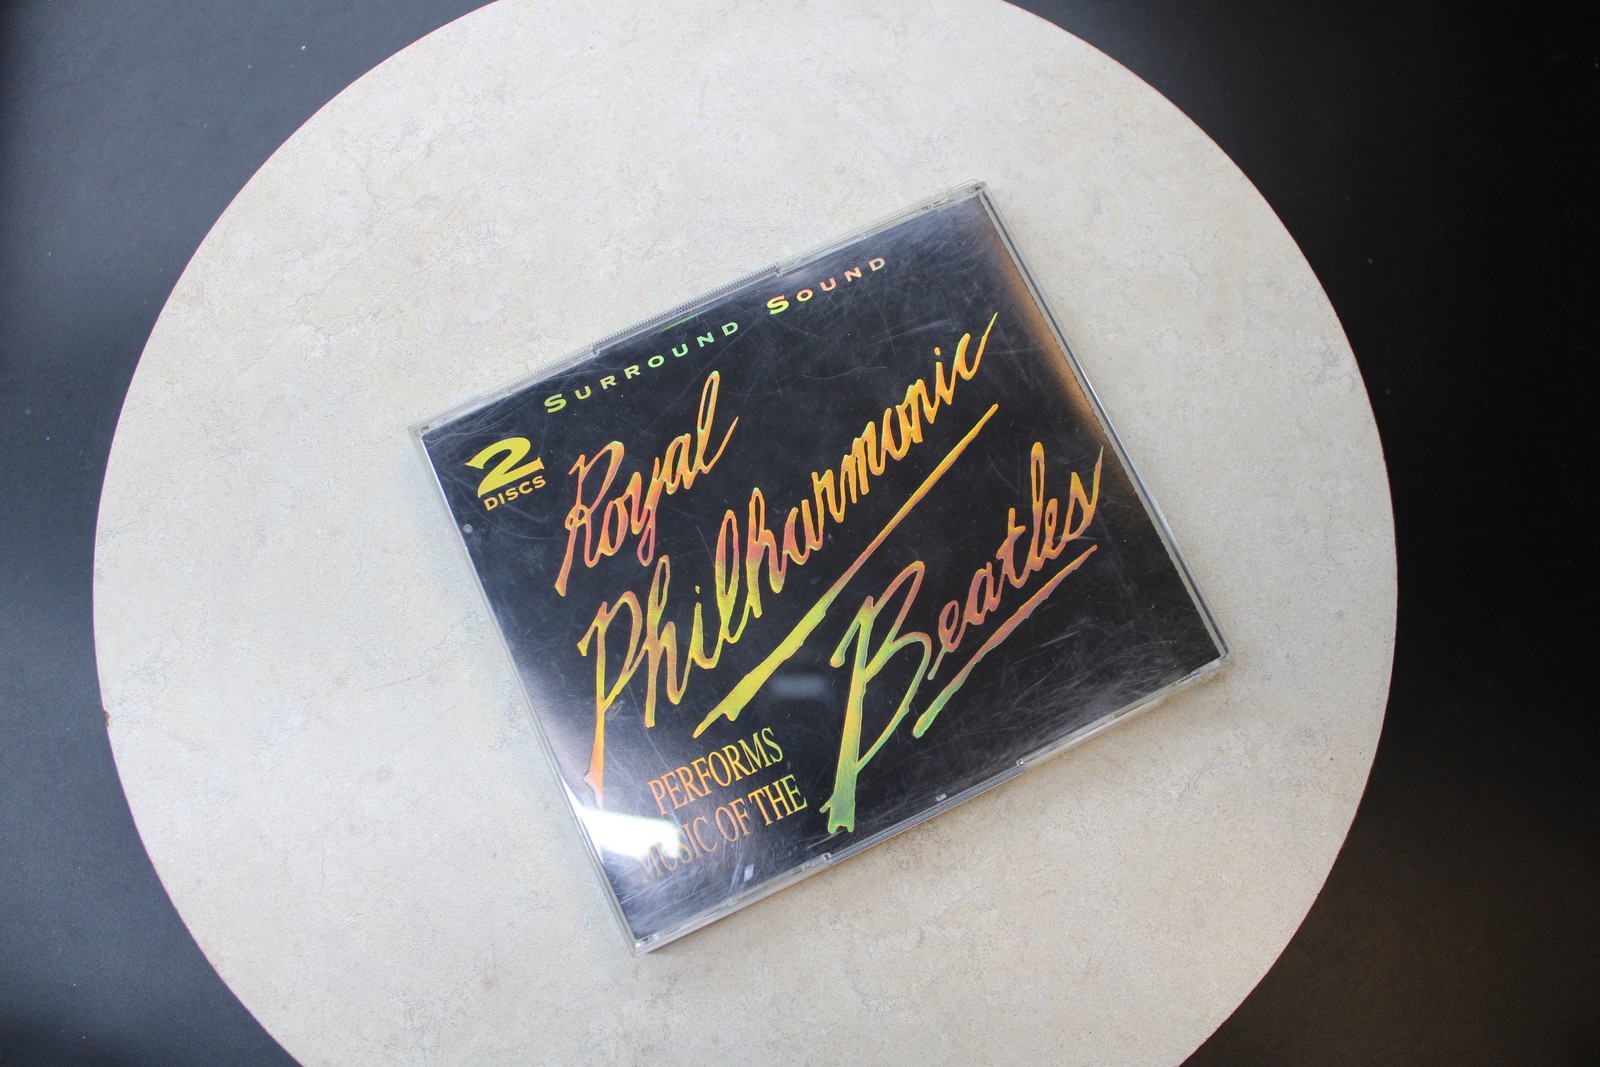 SURROUND SOUND
2
DISCS
Royal
Philharmonic
PERFORMS
MUSIC OF THE
Beatles